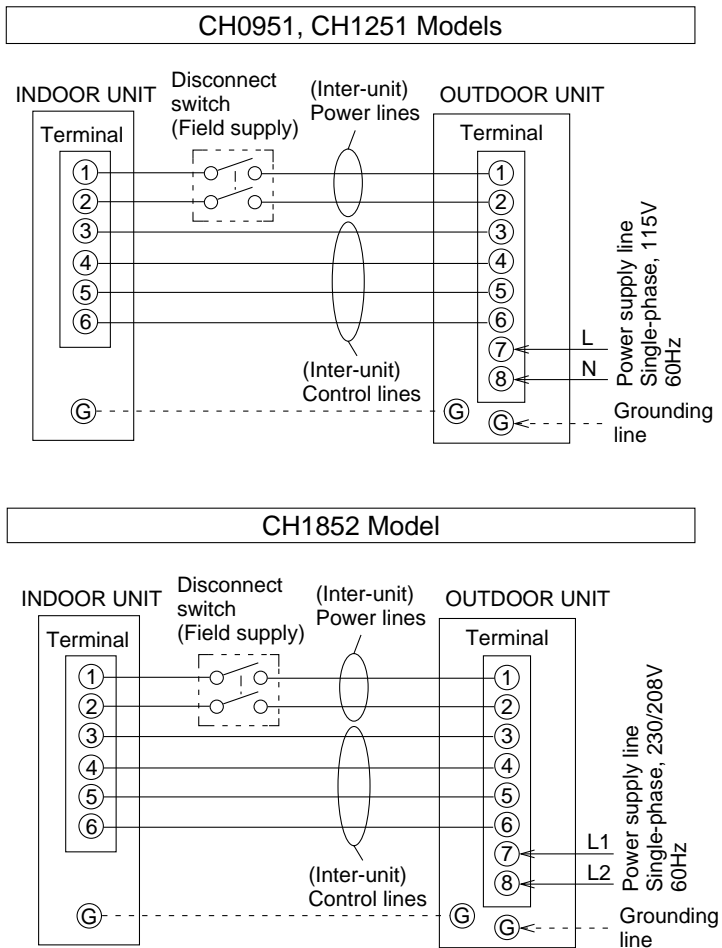 CH0951, CH1251 Models
INDOOR UNIT
Disconnect
switch
(Field supply)
(Inter-unit)
Power lines
OUTDOOR UNIT
Terminal
Terminal
1
1
2
2
3
3
4
4
5
5
6
6
7
L
8
N
Power supply line
Single-phase, 115V
60Hz
(Inter-unit)
Control lines
G
G
G
Grounding
line
CH1852 Model
INDOOR UNIT
Disconnect
switch
(Field supply)
(Inter-unit)
Power lines
OUTDOOR UNIT
Terminal
Terminal
1
1
2
2
3
3
4
4
5
5
6
6
7
L1
8
L2
Power supply line
Single-phase, 230/208V
60Hz
(Inter-unit)
Control lines
G
G
G
Grounding
line